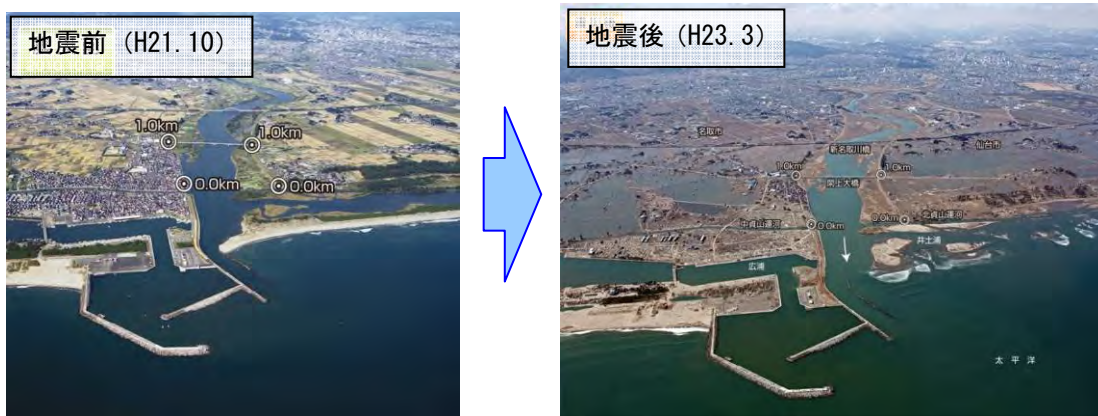 地震前 (H21.10)
1.0km
1.0km
0.0km
0.0km
地震後 (H23.3)
名取市
仙台市
新名取川橋
1.0km
1.0km
閖上大橋
0.0km
北貞山運河
中貞山運河
0.0km
井土浦
広浦
太平洋